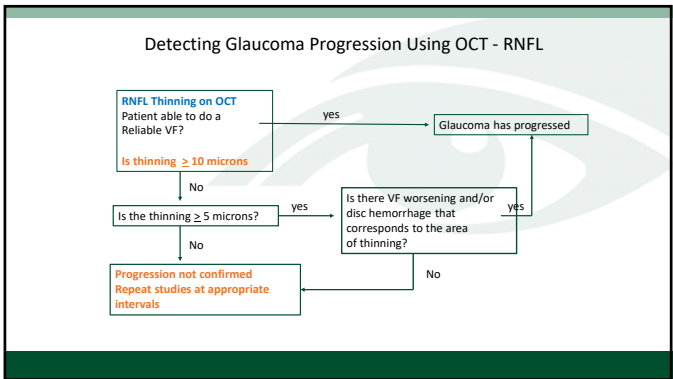 Detecting Glaucoma Progression Using OCT - RNFL
RNFL Thinning on OCT
Patient able to do a
Reliable VF?
Is thinning ≥ 10 microns
yes
Glaucoma has progressed
No
Is the thinning ≥ 5 microns?
yes
Is there VF worsening and/or
disc hemorrhage that
corresponds to the area
of thinning?
yes
No
No
Progression not confirmed
Repeat studies at appropriate
intervals